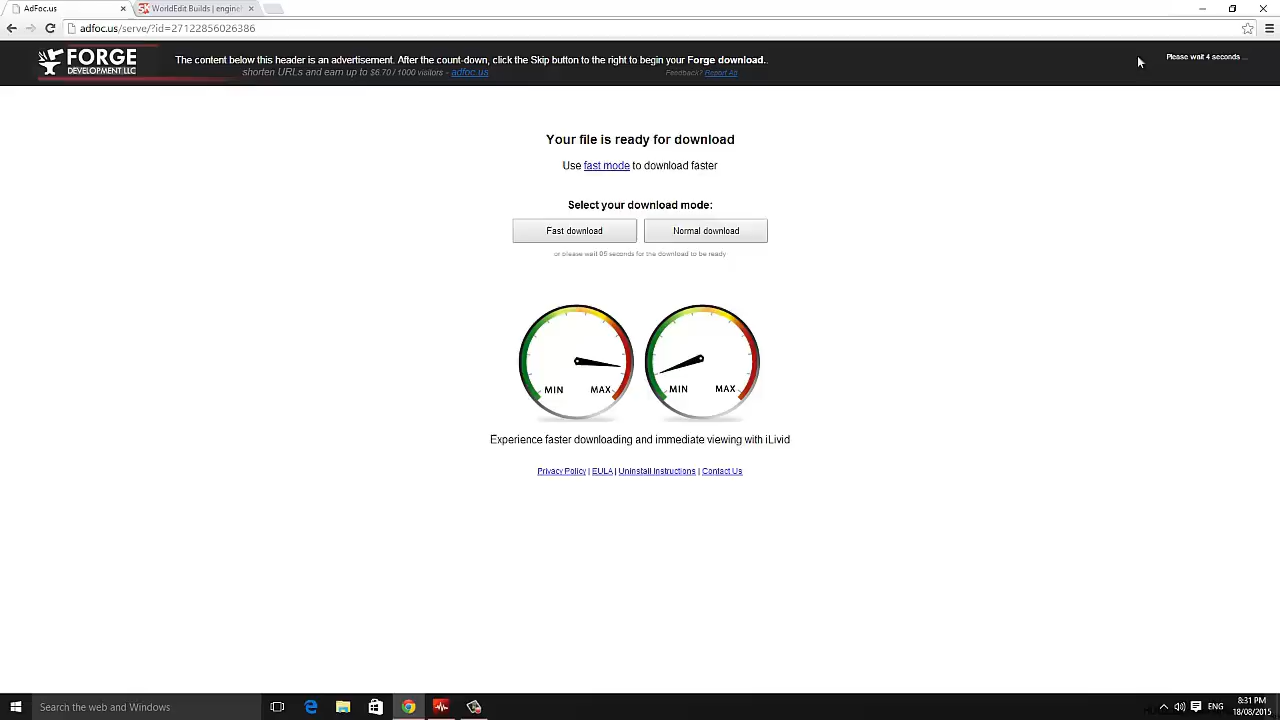 AdFoc.us
WorldEdit Builds | engine
adfoc.us/serve/?id=27122856026386
FORGE
DEVELOPMENT LLC
The content below this header is an advertisement. After the count-down, click the Skip button to the right to begin your Forge download..
shorten URLs and earn up to $6.70 / 1000 visitors - adfoc.us
Feedback? Report Ad
Please wait 4 seconds ...
Your file is ready for download
Use fast mode to download faster
Select your download mode:
Fast download
Normal download
or please wait 95 seconds for the download to be ready
MIN MAX
MIN MAX
Experience faster downloading and immediate viewing with iLivid
Privacy Policy | EULA | Uninstall Instructions | Contact Us
Search the web and Windows
ENG
8:31 PM
18/08/2015